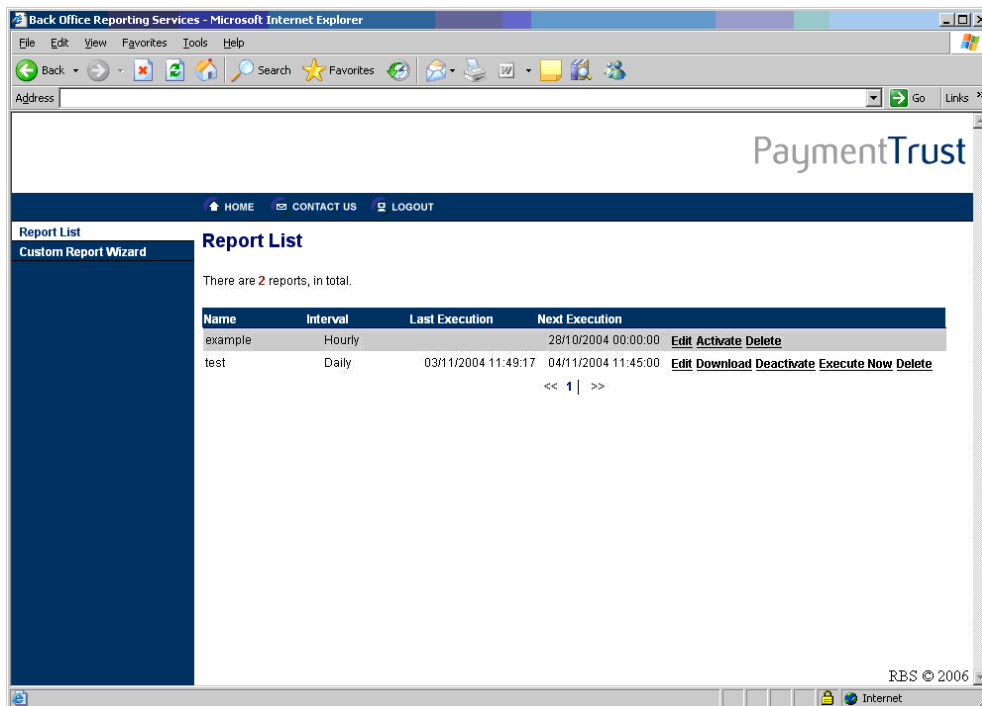 Back Office Reporting Services - Microsoft Internet Explorer
File Edit View Favorites Tools Help
Back Search Favorites
Address Go Links »
PaymentTrust
HOME CONTACT US LOGOUT
Report List
Custom Report Wizard
Report List
There are 2 reports, in total.
Name Interval Last Execution Next Execution
example Hourly 28/10/2004 00:00:00 Edit Activate Delete
test Daily 03/11/2004 11:49:17 04/11/2004 11:45:00 Edit Download Deactivate Execute Now Delete
<< 1 | >>
RBS © 2006
Internet